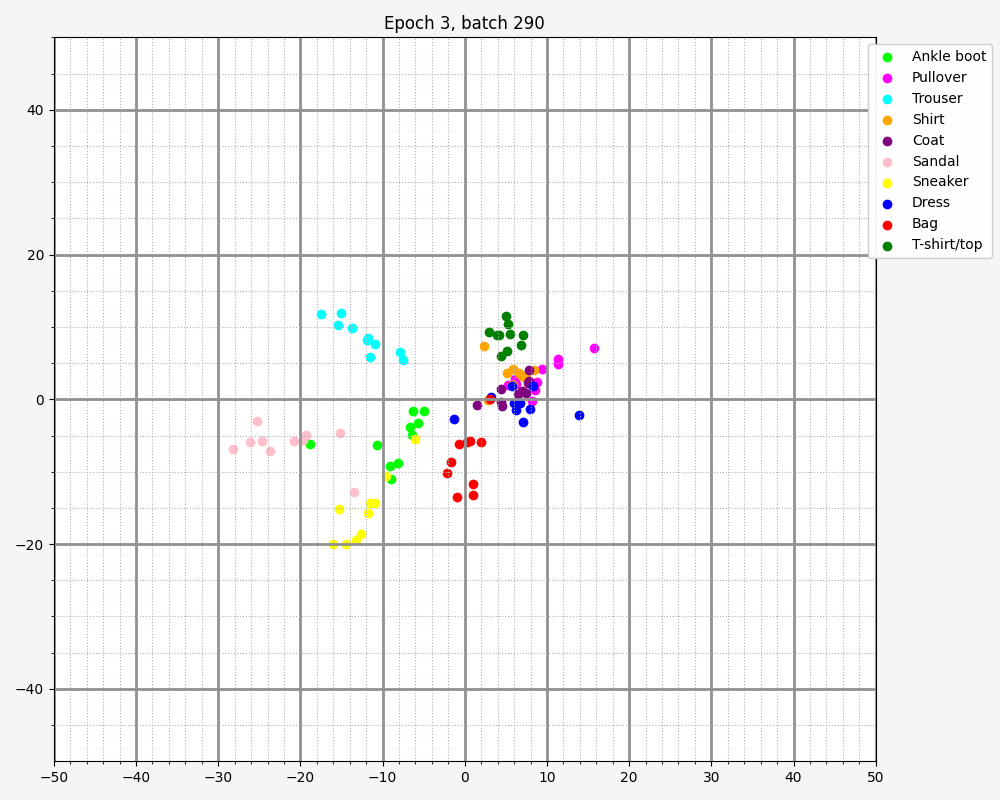 Epoch 3, batch 290
Ankle boot
Pullover
Trouser
Shirt
Coat
Sandal
Sneaker
Dress
Bag
T-shirt/top
40
20
0
−20
−40
−50 −40 −30 −20 −10 0 10 20 30 40 50